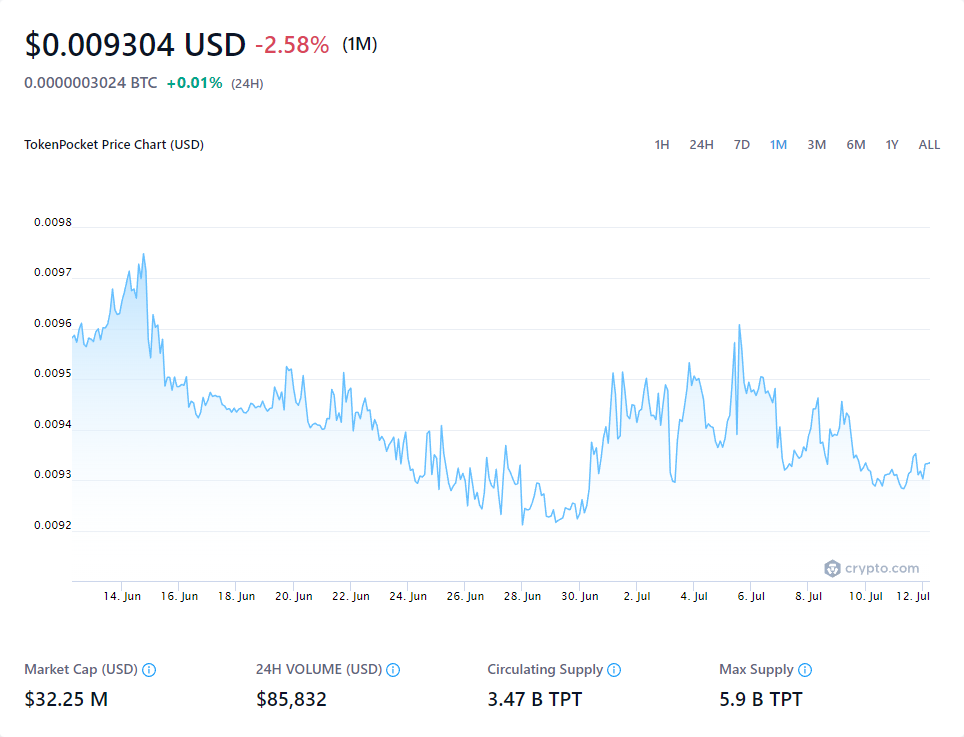 $0.009304 USD -2.58% (1M)
0.0000003024 BTC +0.01% (24H)
TokenPocket Price Chart (USD)
1H 24H 7D 1M 3M 6M 1Y ALL
0.0098
0.0097
0.0096
0.0095
0.0094
0.0093
0.0092
crypto.com
14. Jun 16. Jun 18. Jun 20. Jun 22. Jun 24. Jun 26. Jun 28. Jun 30. Jun 2. Jul 4. Jul 6. Jul 8. Jul 10. Jul 12. Jul
Market Cap (USD) 24H VOLUME (USD) Circulating Supply Max Supply
$32.25 M $85,832 3.47 B TPT 5.9 B TPT